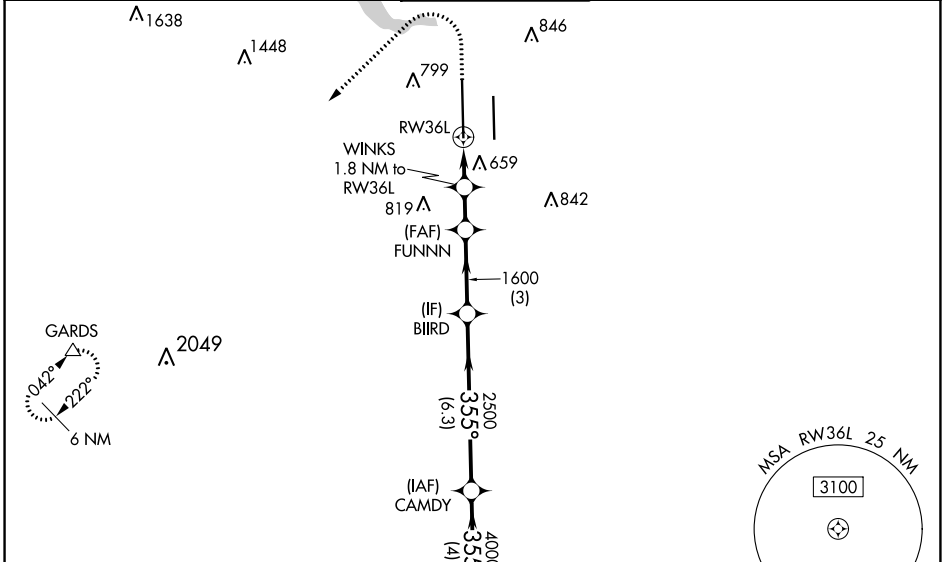 1638
1448
846
799
RW36L
WINKS
1.8 NM to
RW36L
659
819
842
(FAF)
FUNNN
1600
(3)
(IF)
BIIRD
GARDS
2049
042°
222°
6 NM
2500
355°
(6.3)
(IAF)
CAMDY
MSA RW36L 25 NM
3100
4000
355
(4)